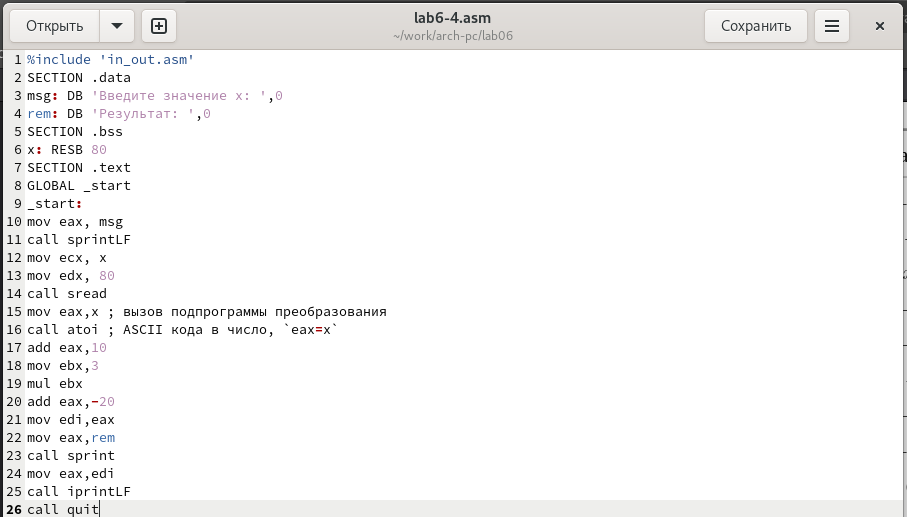 Открыть
lab6-4.asm
~/work/arch-pc/lab06
Сохранить
1 %include 'in_out.asm'
2 SECTION .data
3 msg: DB 'Введите значение x: ',0
4 rem: DB 'Результат: ',0
5 SECTION .bss
6 x: RESB 80
7 SECTION .text
8 GLOBAL _start
9 _start:
10 mov eax, msg
11 call sprintLF
12 mov ecx, x
13 mov edx, 80
14 call sread
15 mov eax,x ; вызов подпрограммы преобразования
16 call atoi ; ASCII кода в число, `eax=x`
17 add eax,10
18 mov ebx,3
19 mul ebx
20 add eax,-20
21 mov edi,eax
22 mov eax,rem
23 call sprint
24 mov eax,edi
25 call iprintLF
26 call quit